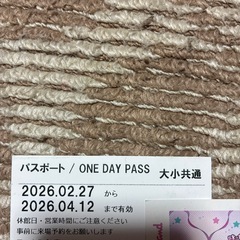 パスポート / ONE DAY PASS 大小共通
2026.02.27 から
2026.04.12 まで有効
休館日・営業時間にご注意ください
事前に来場予約をお願いします